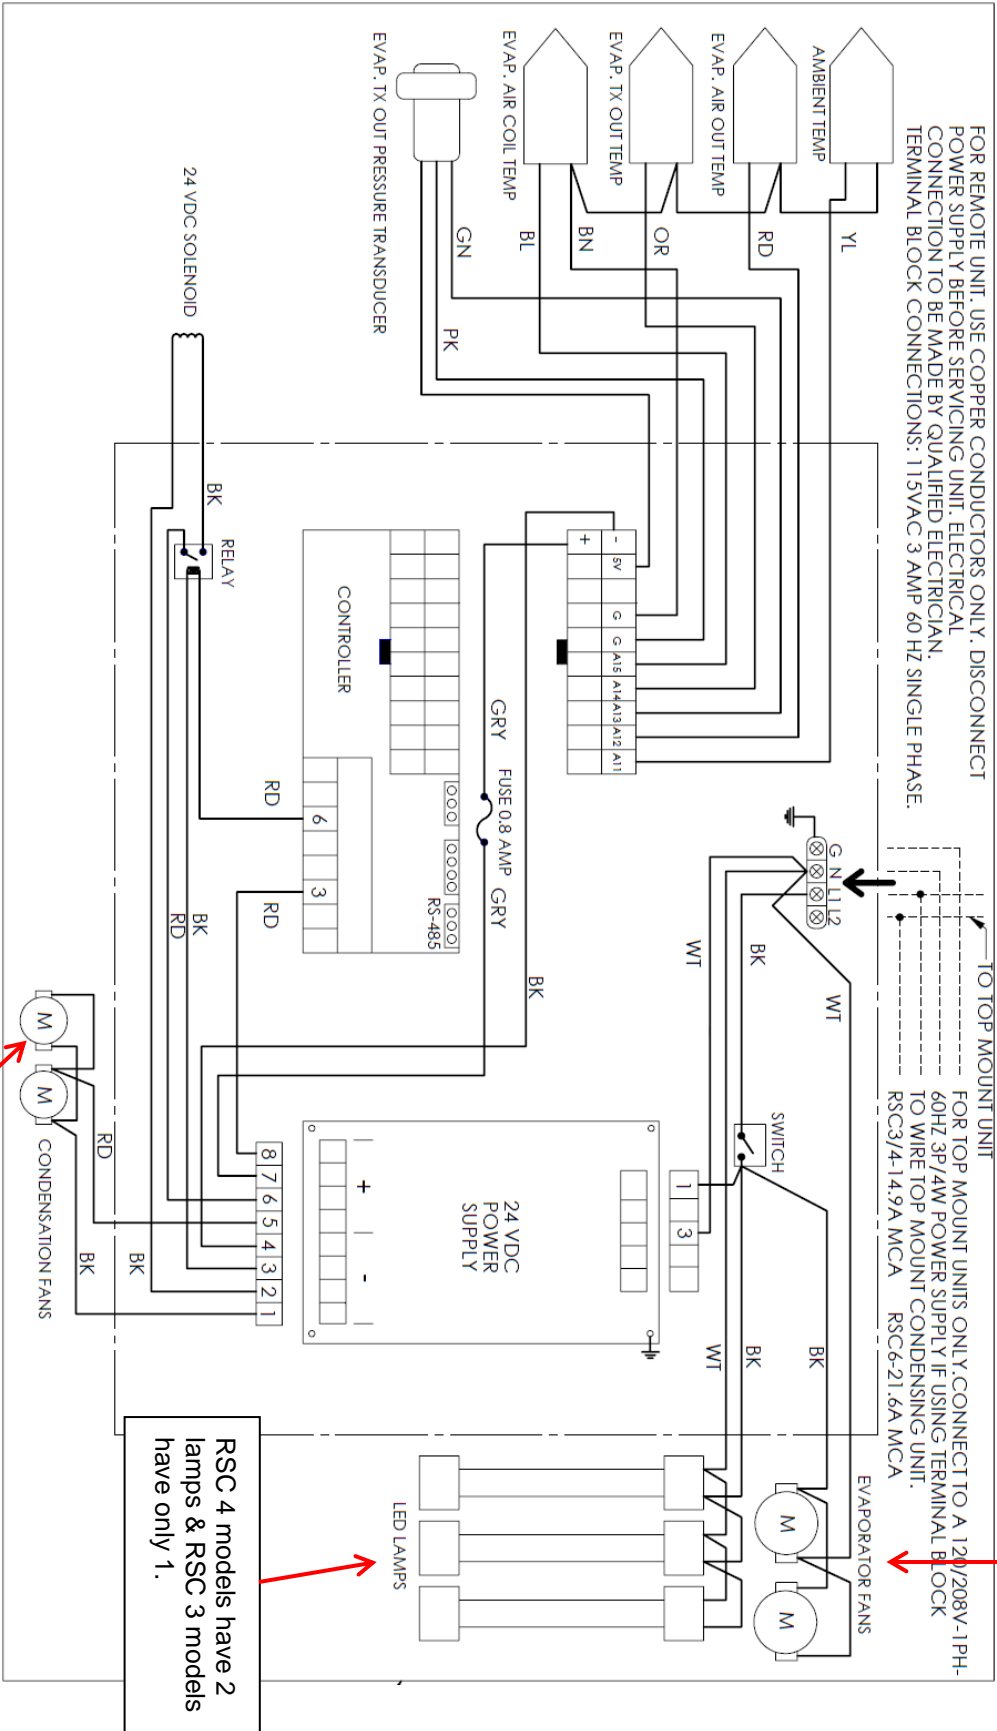 FOR REMOTE UNIT. USE COPPER CONDUCTORS ONLY. DISCONNECT
POWER SUPPLY BEFORE SERVICING UNIT. ELECTRICAL
CONNECTION TO BE MADE BY QUALIFIED ELECTRICIAN.
TERMINAL BLOCK CONNECTIONS: 115VAC 3 AMP 60 HZ SINGLE PHASE.
TO TOP MOUNT UNIT
FOR TOP MOUNT UNITS ONLY.CONNECT TO A 120/208V-1PH-
60HZ 3P/4W POWER SUPPLY IF USING TERMINAL BLOCK
TO WIRE TOP MOUNT CONDENSING UNIT.
RSC3/4-14.9A MCA RSC6-21.6A MCA
AMBIENT TEMP
EVAP. AIR OUT TEMP
EVAP. TX OUT TEMP
EVAP. AIR COIL TEMP
EVAP. TX OUT PRESSURE TRANSDUCER
24 VDC SOLENOID
YL
RD
OR
BN
BL
GN
PK
G N L1 L2
WT
BK
WT
- 5V G G A15 A14 A13 A12 A11
+
GRY
FUSE 0.8 AMP
GRY
BK
CONTROLLER
RS-485
6
3
RD
RD
BK
RELAY
BK
RD
SWITCH
1 3
24 VDC
POWER
SUPPLY
+ -
8 7 6 5 4 3 2 1
BK
BK
WT
EVAPORATOR FANS
M
M
LED LAMPS
RD
BK
BK
M
M
CONDENSATION FANS
RSC 4 models have 2
lamps & RSC 3 models
have only 1.